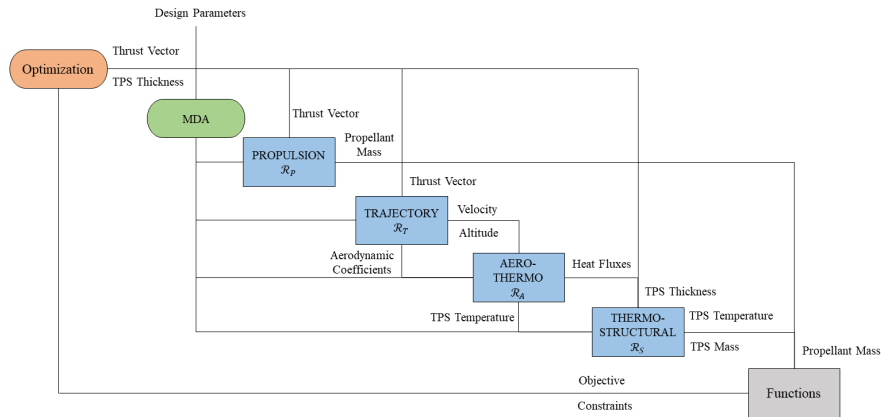 Design Parameters
Thrust Vector
Optimization
TPS Thickness
MDA
Thrust Vector
Propellant
Mass
PROPULSION
ℛ_P
Thrust Vector
TRAJECTORY
ℛ_T
Velocity
Altitude
Aerodynamic
Coefficients
AERO-
THERMO
ℛ_A
Heat Fluxes
TPS Thickness
TPS Temperature
THERMO-
STRUCTURAL
ℛ_S
TPS Temperature
TPS Mass
Propellant Mass
Objective
Constraints
Functions